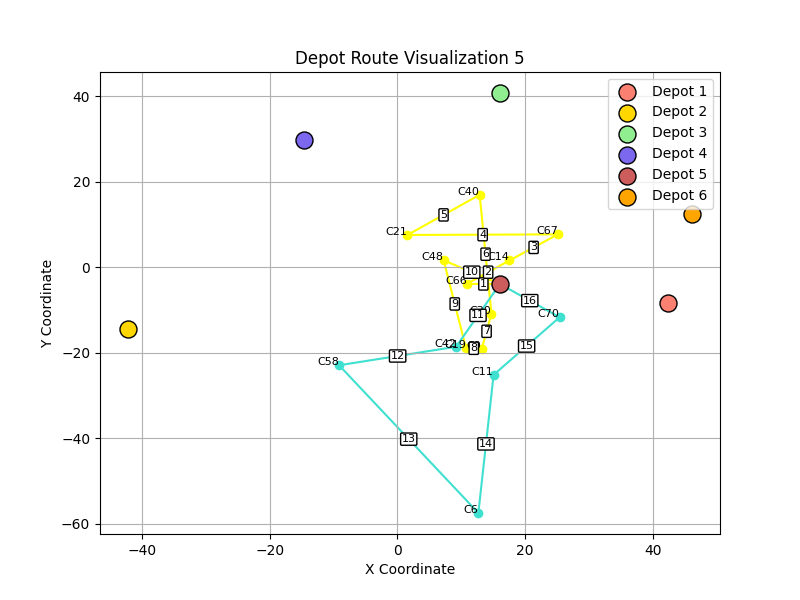 Depot Route Visualization 5
Y Coordinate
40
20
0
−20
−40
−60
Depot 1
Depot 2
Depot 3
Depot 4
Depot 5
Depot 6
C40
5
C21
4
C67
3
6
C14
C48
10
2
C66
1
16
9
11
C70
7
C42
8
15
12
C58
C11
13
14
C6
−40
−20
0
20
40
X Coordinate